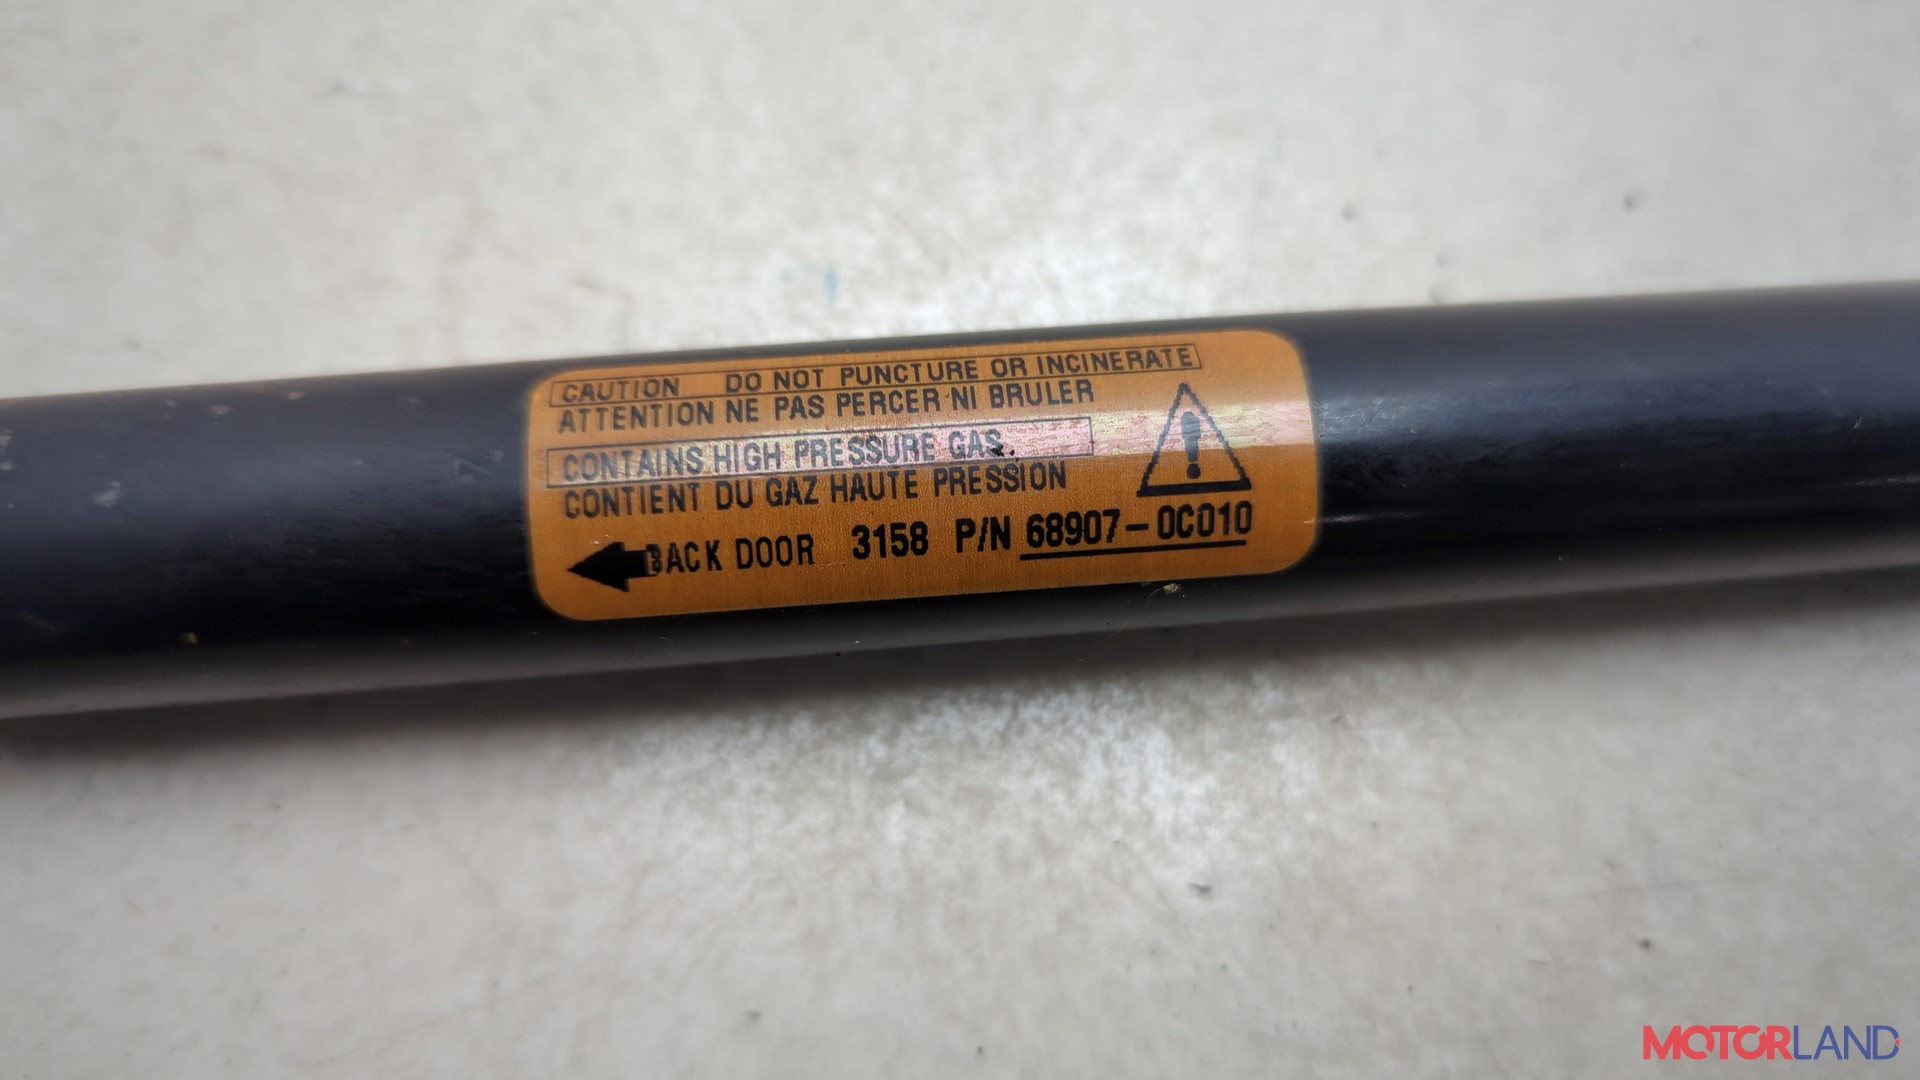 CAUTION DO NOT PUNCTURE OR INCINERATE
ATTENTION NE PAS PERCER NI BRULER
CONTAINS HIGH PRESSURE GAS.
CONTIENT DU GAZ HAUTE PRESSION
BACK DOOR 3158 P/N 68907-0C010
MOTORLAND